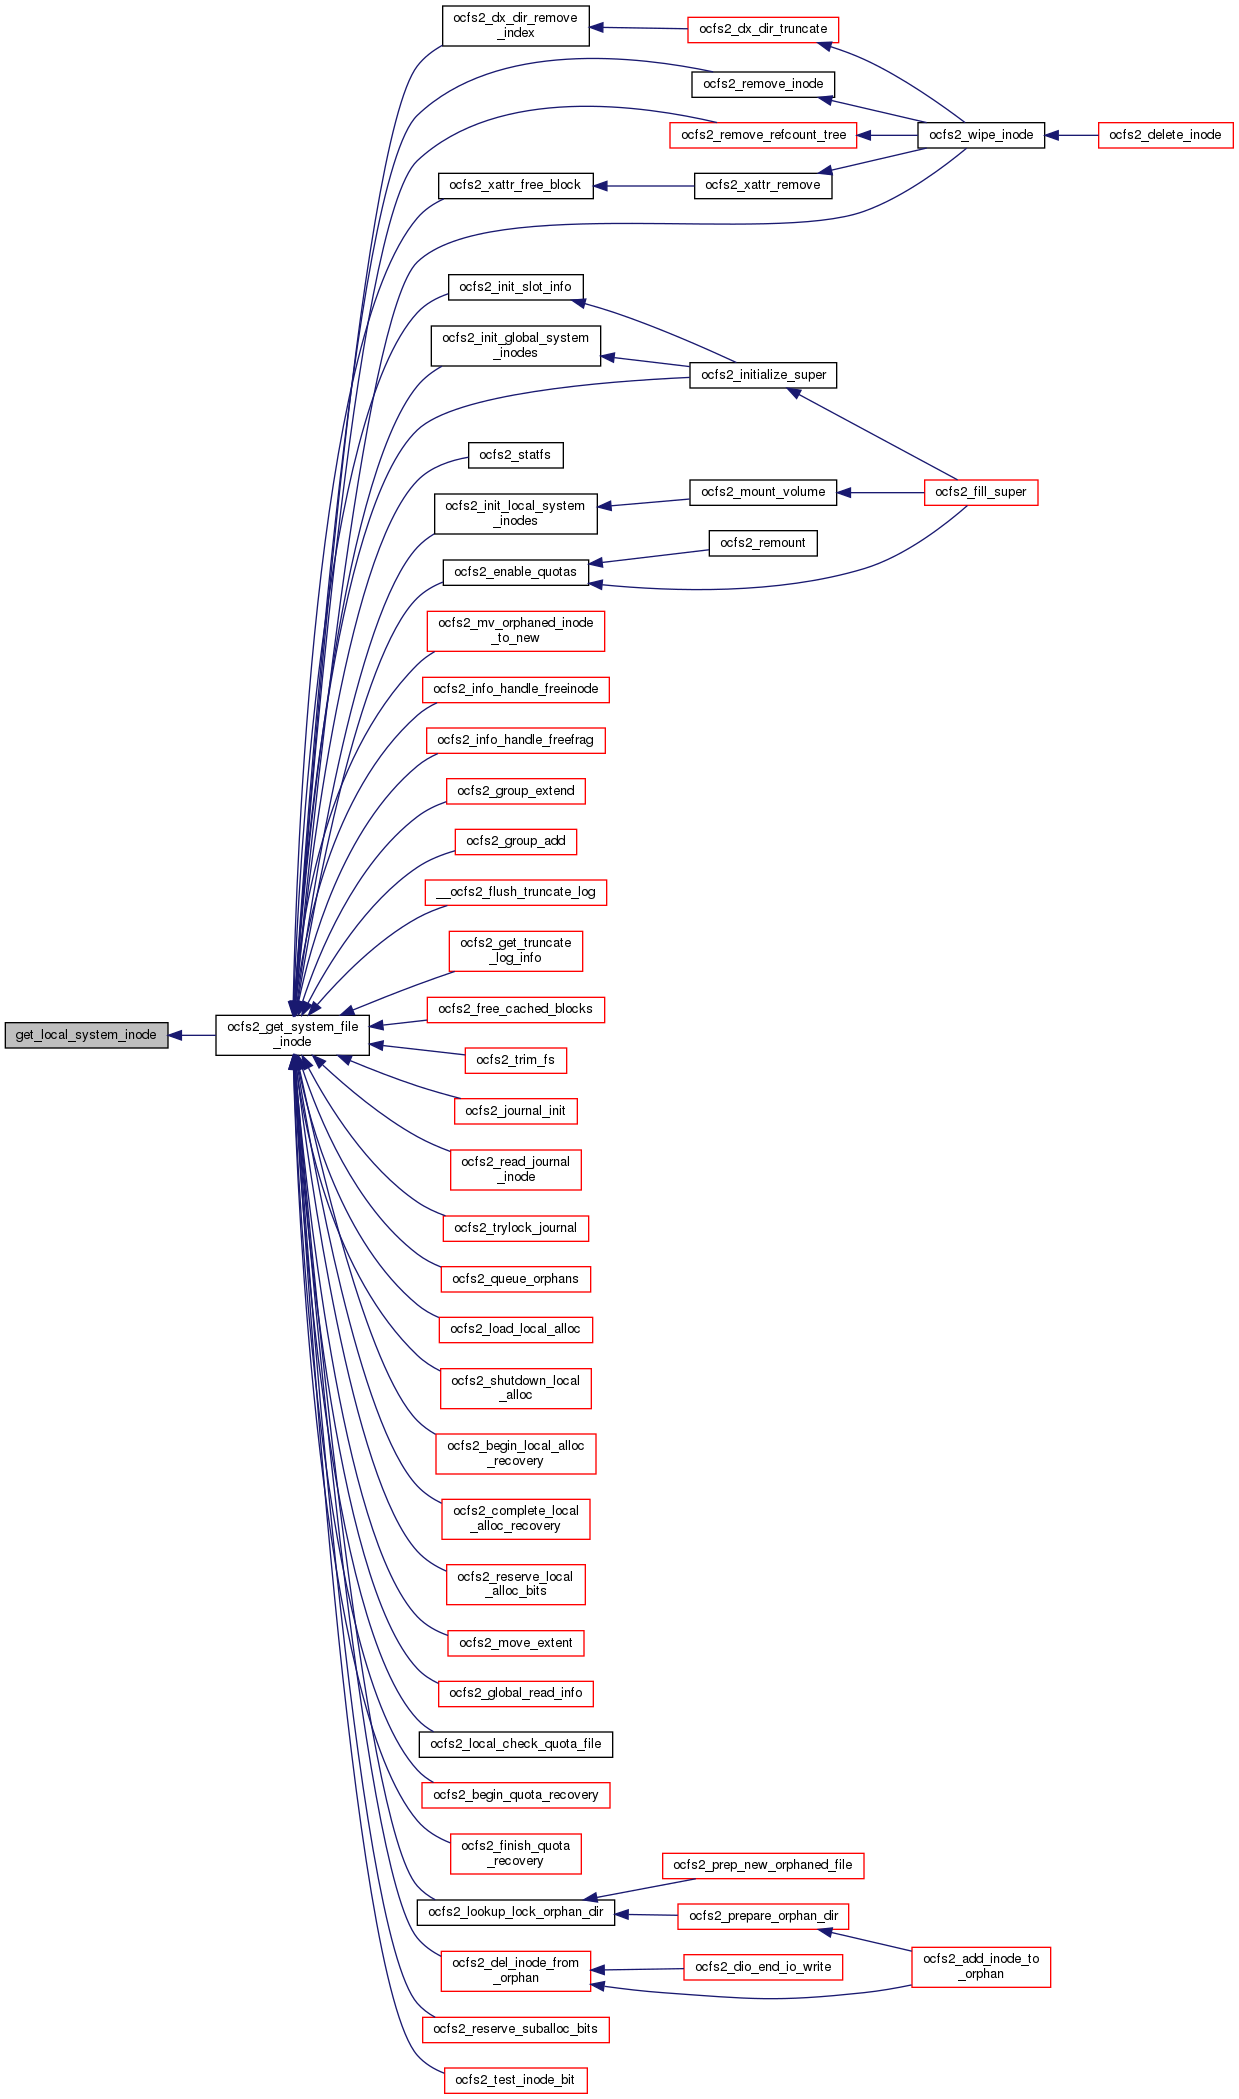 ocfs2_dx_dir_remove
_index
ocfs2_dx_dir_truncate
ocfs2_remove_inode
ocfs2_remove_refcount_tree
ocfs2_wipe_inode
ocfs2_delete_inode
ocfs2_xattr_free_block
ocfs2_xattr_remove
ocfs2_init_slot_info
ocfs2_init_global_system
_inodes
ocfs2_initialize_super
ocfs2_statfs
ocfs2_init_local_system
_inodes
ocfs2_mount_volume
ocfs2_fill_super
ocfs2_remount
ocfs2_enable_quotas
ocfs2_mv_orphaned_inode
_to_new
ocfs2_info_handle_freeinode
ocfs2_info_handle_freefrag
ocfs2_group_extend
ocfs2_group_add
__ocfs2_flush_truncate_log
ocfs2_get_truncate
_log_info
ocfs2_free_cached_blocks
get_local_system_inode
ocfs2_get_system_file
_inode
ocfs2_trim_fs
ocfs2_journal_init
ocfs2_read_journal
_inode
ocfs2_trylock_journal
ocfs2_queue_orphans
ocfs2_load_local_alloc
ocfs2_shutdown_local
_alloc
ocfs2_begin_local_alloc
_recovery
ocfs2_complete_local
_alloc_recovery
ocfs2_reserve_local
_alloc_bits
ocfs2_move_extent
ocfs2_global_read_info
ocfs2_local_check_quota_file
ocfs2_begin_quota_recovery
ocfs2_finish_quota
_recovery
ocfs2_prep_new_orphaned_file
ocfs2_lookup_lock_orphan_dir
ocfs2_prepare_orphan_dir
ocfs2_del_inode_from
_orphan
ocfs2_dio_end_io_write
ocfs2_add_inode_to
_orphan
ocfs2_reserve_suballoc_bits
ocfs2_test_inode_bit